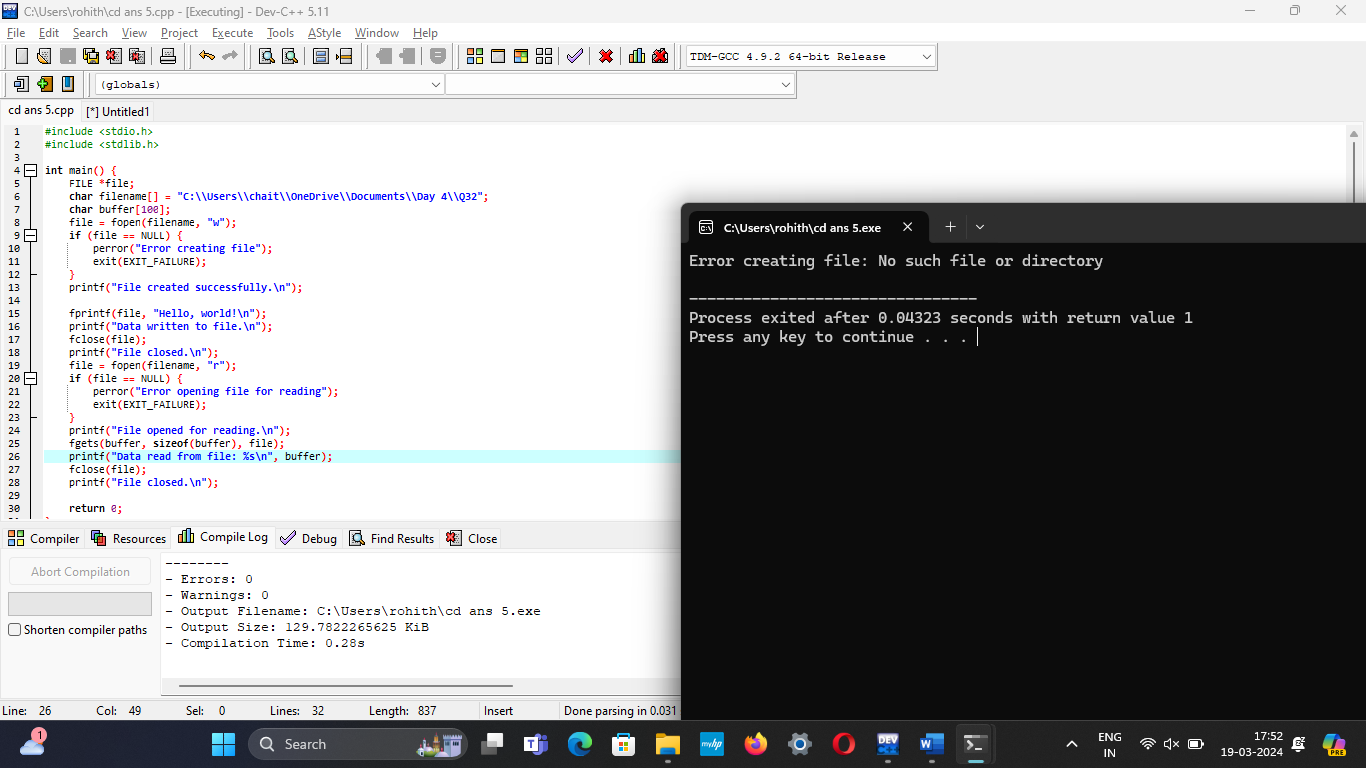 C:\Users\rohith\cd ans 5.cpp - [Executing] - Dev-C++ 5.11
File Edit Search View Project Execute Tools AStyle Window Help
TDM-GCC 4.9.2 64-bit Release
(globals)
cd ans 5.cpp [*] Untitled1
1 #include <stdio.h>
2 #include <stdlib.h>
3
4 int main() {
5 FILE *file;
6 char filename[] = "C:\\Users\\chait\\OneDrive\\Documents\\Day 4\\Q32";
7 char buffer[100];
8 file = fopen(filename, "w");
9 if (file == NULL) {
10 perror("Error creating file");
11 exit(EXIT_FAILURE);
12 }
13 printf("File created successfully.\n");
14
15 fprintf(file, "Hello, world!\n");
16 printf("Data written to file.\n");
17 fclose(file);
18 printf("File closed.\n");
19 file = fopen(filename, "r");
20 if (file == NULL) {
21 perror("Error opening file for reading");
22 exit(EXIT_FAILURE);
23 }
24 printf("File opened for reading.\n");
25 fgets(buffer, sizeof(buffer), file);
26 printf("Data read from file: %s\n", buffer);
27 fclose(file);
28 printf("File closed.\n");
29
30 return 0;
C:\Users\rohith\cd ans 5.exe
Error creating file: No such file or directory
--------------------------------
Process exited after 0.04323 seconds with return value 1
Press any key to continue . . .
Compiler Resources Compile Log Debug Find Results Close
Abort Compilation
Shorten compiler paths
--------
- Errors: 0
- Warnings: 0
- Output Filename: C:\Users\rohith\cd ans 5.exe
- Output Size: 129.7822265625 KiB
- Compilation Time: 0.28s
Line: 26 Col: 49 Sel: 0 Lines: 32 Length: 837 Insert Done parsing in 0.031
1
Search
myhp
DEV
ENG
IN
17:52
19-03-2024
PRE